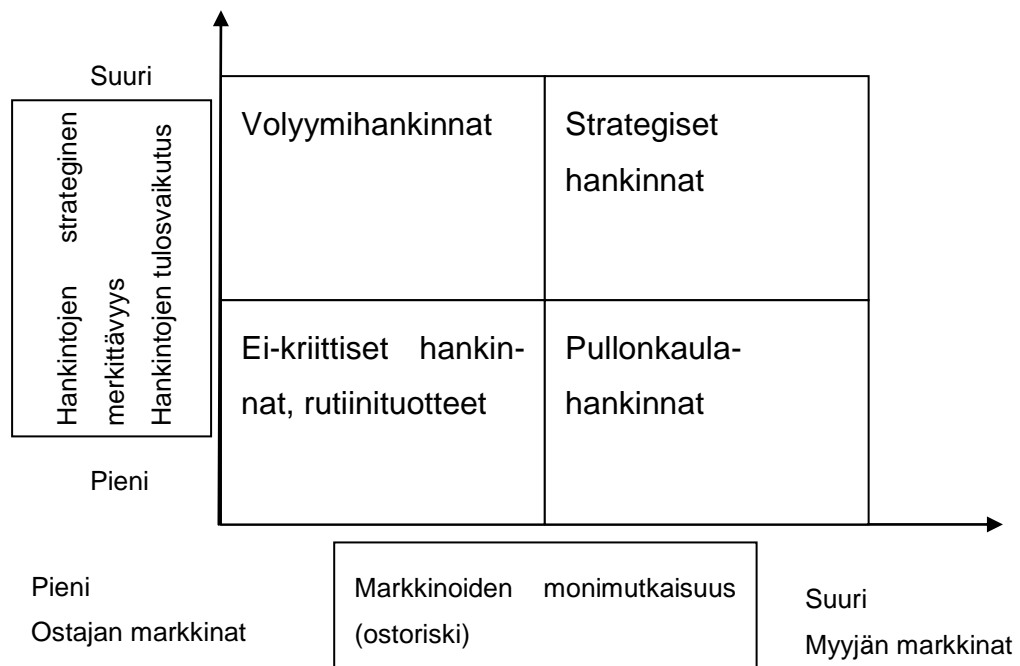 Suuri
Hankintojen strateginen
merkittävyys
Hankintojen tulosvaikutus
Pieni
Volyymihankinnat
Strategiset
hankinnat
Ei-kriittiset hankin-
nat, rutiinituotteet
Pullonkaula-
hankinnat
Pieni
Ostajan markkinat
Markkinoiden monimutkaisuus
(ostoriski)
Suuri
Myyjän markkinat